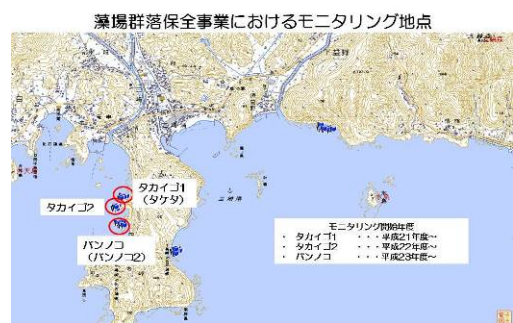 藻場群落保全事業におけるモニタリング地点
タカイゴ1
(タケタ)
タカイゴ2
バンノコ
(バンノコ2)
モニタリング開始年度
・ タカイゴ1 ・・・平成21年度～
・ タカイゴ2 ・・・平成22年度～
・ バンノコ ・・・平成23年度～